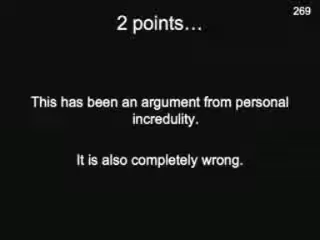 269
2 points...
This has been an argument from personal
incredulity.
It is also completely wrong.